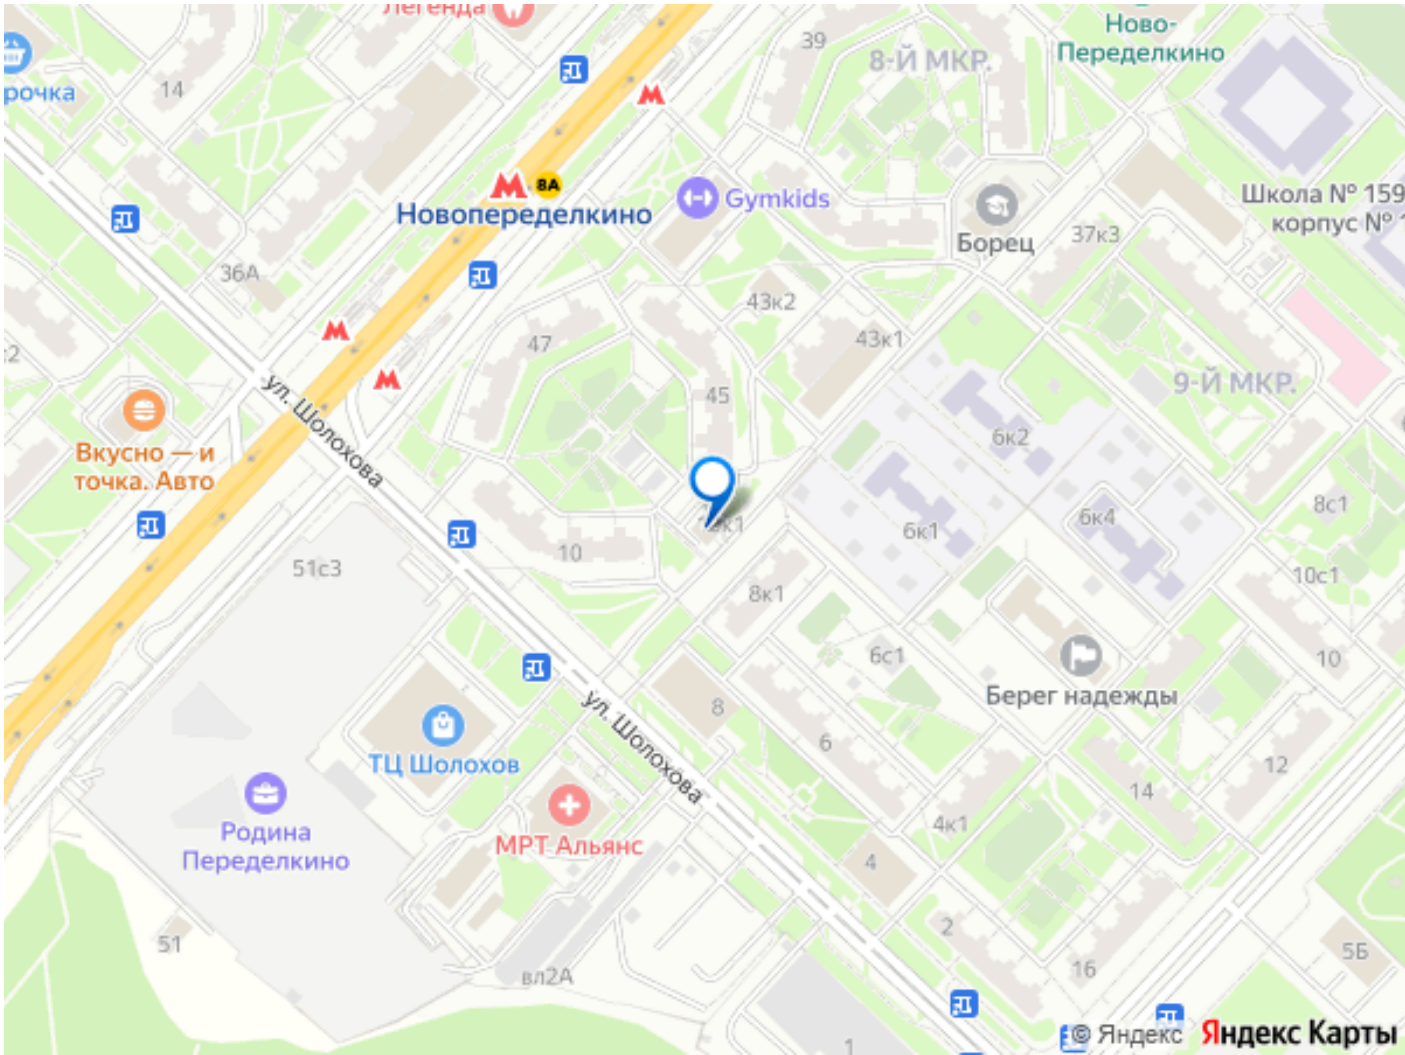 Легенда
39
8-Й МКР.
Ново-
Переделкино
рочка
14
8А
Новопеределкино
Gymkids
Школа № 159
корпус №
Борец
37к3
36А
43к2
47
43к1
45
9-Й МКР.
ул. Шолохова
6к2
Вкусно — и
точка. Авто
8с1
6к4
6к1
10
51с3
10с1
8к1
6с1
10
Берег надежды
8
ул. Шолохова
6
ТЦ Шолохов
12
14
Родина
Переделкино
МРТ Альянс
4к1
4
2
51
5Б
16
вл2А
1
© Яндекс
Яндекс Карты